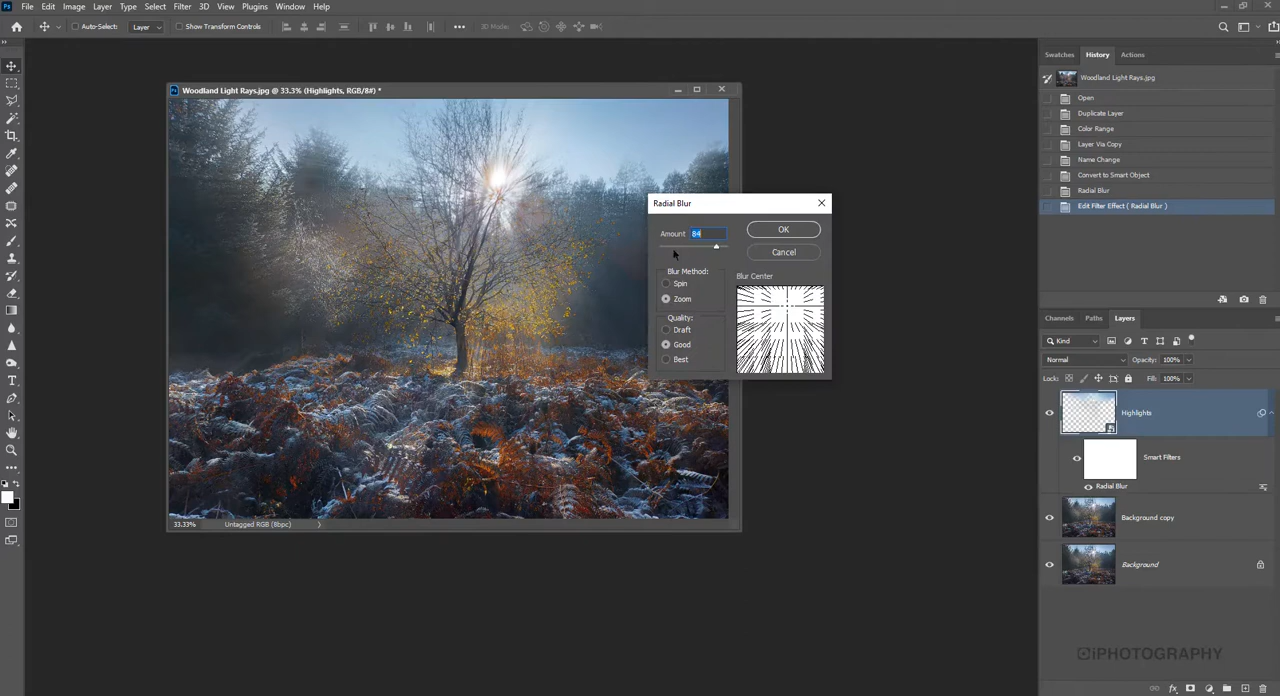 Ps File Edit Image Layer Type Select Filter 3D View Plugins Window Help
Auto-Select: Layer Show Transform Controls 3D Mode:
Swatches History Actions
Woodland Light Rays.jpg
Open
Duplicate Layer
Color Range
Layer Via Copy
Name Change
Convert to Smart Object
Radial Blur
Edit Filter Effect ( Radial Blur )
Ps Woodland Light Rays.jpg @ 33.3% (Highlights, RGB/8#) *
33.33% Untagged RGB (8bpc)
Radial Blur
Amount 84
OK
Cancel
Blur Method:
Spin
Zoom
Quality:
Draft
Good
Best
Blur Center
Channels Paths Layers
Kind
Normal Opacity: 100%
Lock: Fill: 100%
Highlights
Smart Filters
Radial Blur
Background copy
Background
fx
iPHOTOGRAPHY